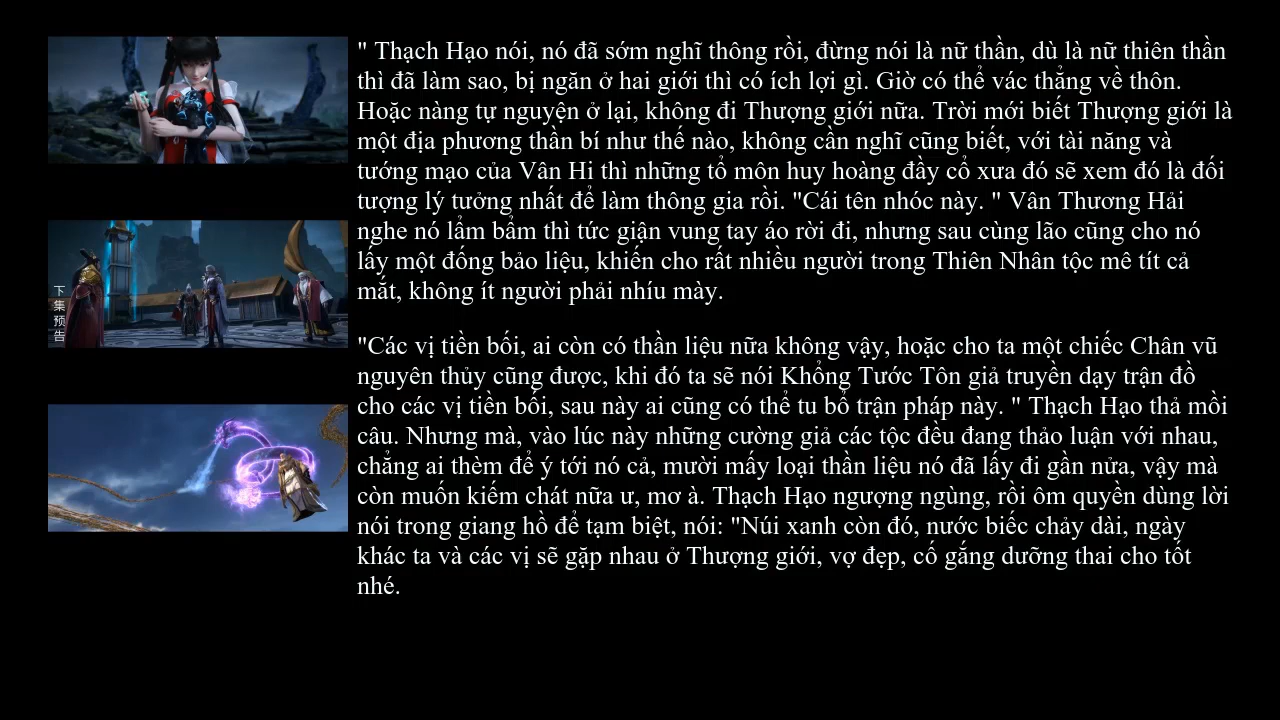 " Thạch Hạo nói, nó đã sớm nghĩ thông rồi, đừng nói là nữ thần, dù là nữ thiên thần
thì đã làm sao, bị ngăn ở hai giới thì có ích lợi gì. Giờ có thể vác thẳng về thôn.
Hoặc nàng tự nguyện ở lại, không đi Thượng giới nữa. Trời mới biết Thượng giới là
một địa phương thần bí như thế nào, không cần nghĩ cũng biết, với tài năng và
tướng mạo của Vân Hi thì những tổ môn huy hoàng đầy cổ xưa đó sẽ xem đó là đối
tượng lý tưởng nhất để làm thông gia rồi. "Cái tên nhóc này. " Vân Thương Hải
nghe nó lẩm bẩm thì tức giận vung tay áo rời đi, nhưng sau cùng lão cũng cho nó
lấy một đống bảo liệu, khiến cho rất nhiều người trong Thiên Nhân tộc mê tít cả
mắt, không ít người phải nhíu mày.
"Các vị tiền bối, ai còn có thần liệu nữa không vậy, hoặc cho ta một chiếc Chân vũ
nguyên thủy cũng được, khi đó ta sẽ nói Khổng Tước Tôn giả truyền dạy trận đồ
cho các vị tiền bối, sau này ai cũng có thể tu bổ trận pháp này. " Thạch Hạo thả mồi
câu. Nhưng mà, vào lúc này những cường giả các tộc đều đang thảo luận với nhau,
chẳng ai thèm để ý tới nó cả, mười mấy loại thần liệu nó đã lấy đi gần nửa, vậy mà
còn muốn kiếm chát nữa ư, mơ à. Thạch Hạo ngượng ngùng, rồi ôm quyền dùng lời
nói trong giang hồ để tạm biệt, nói: "Núi xanh còn đó, nước biếc chảy dài, ngày
khác ta và các vị sẽ gặp nhau ở Thượng giới, vợ đẹp, cố gắng dưỡng thai cho tốt
nhé.
下集预告